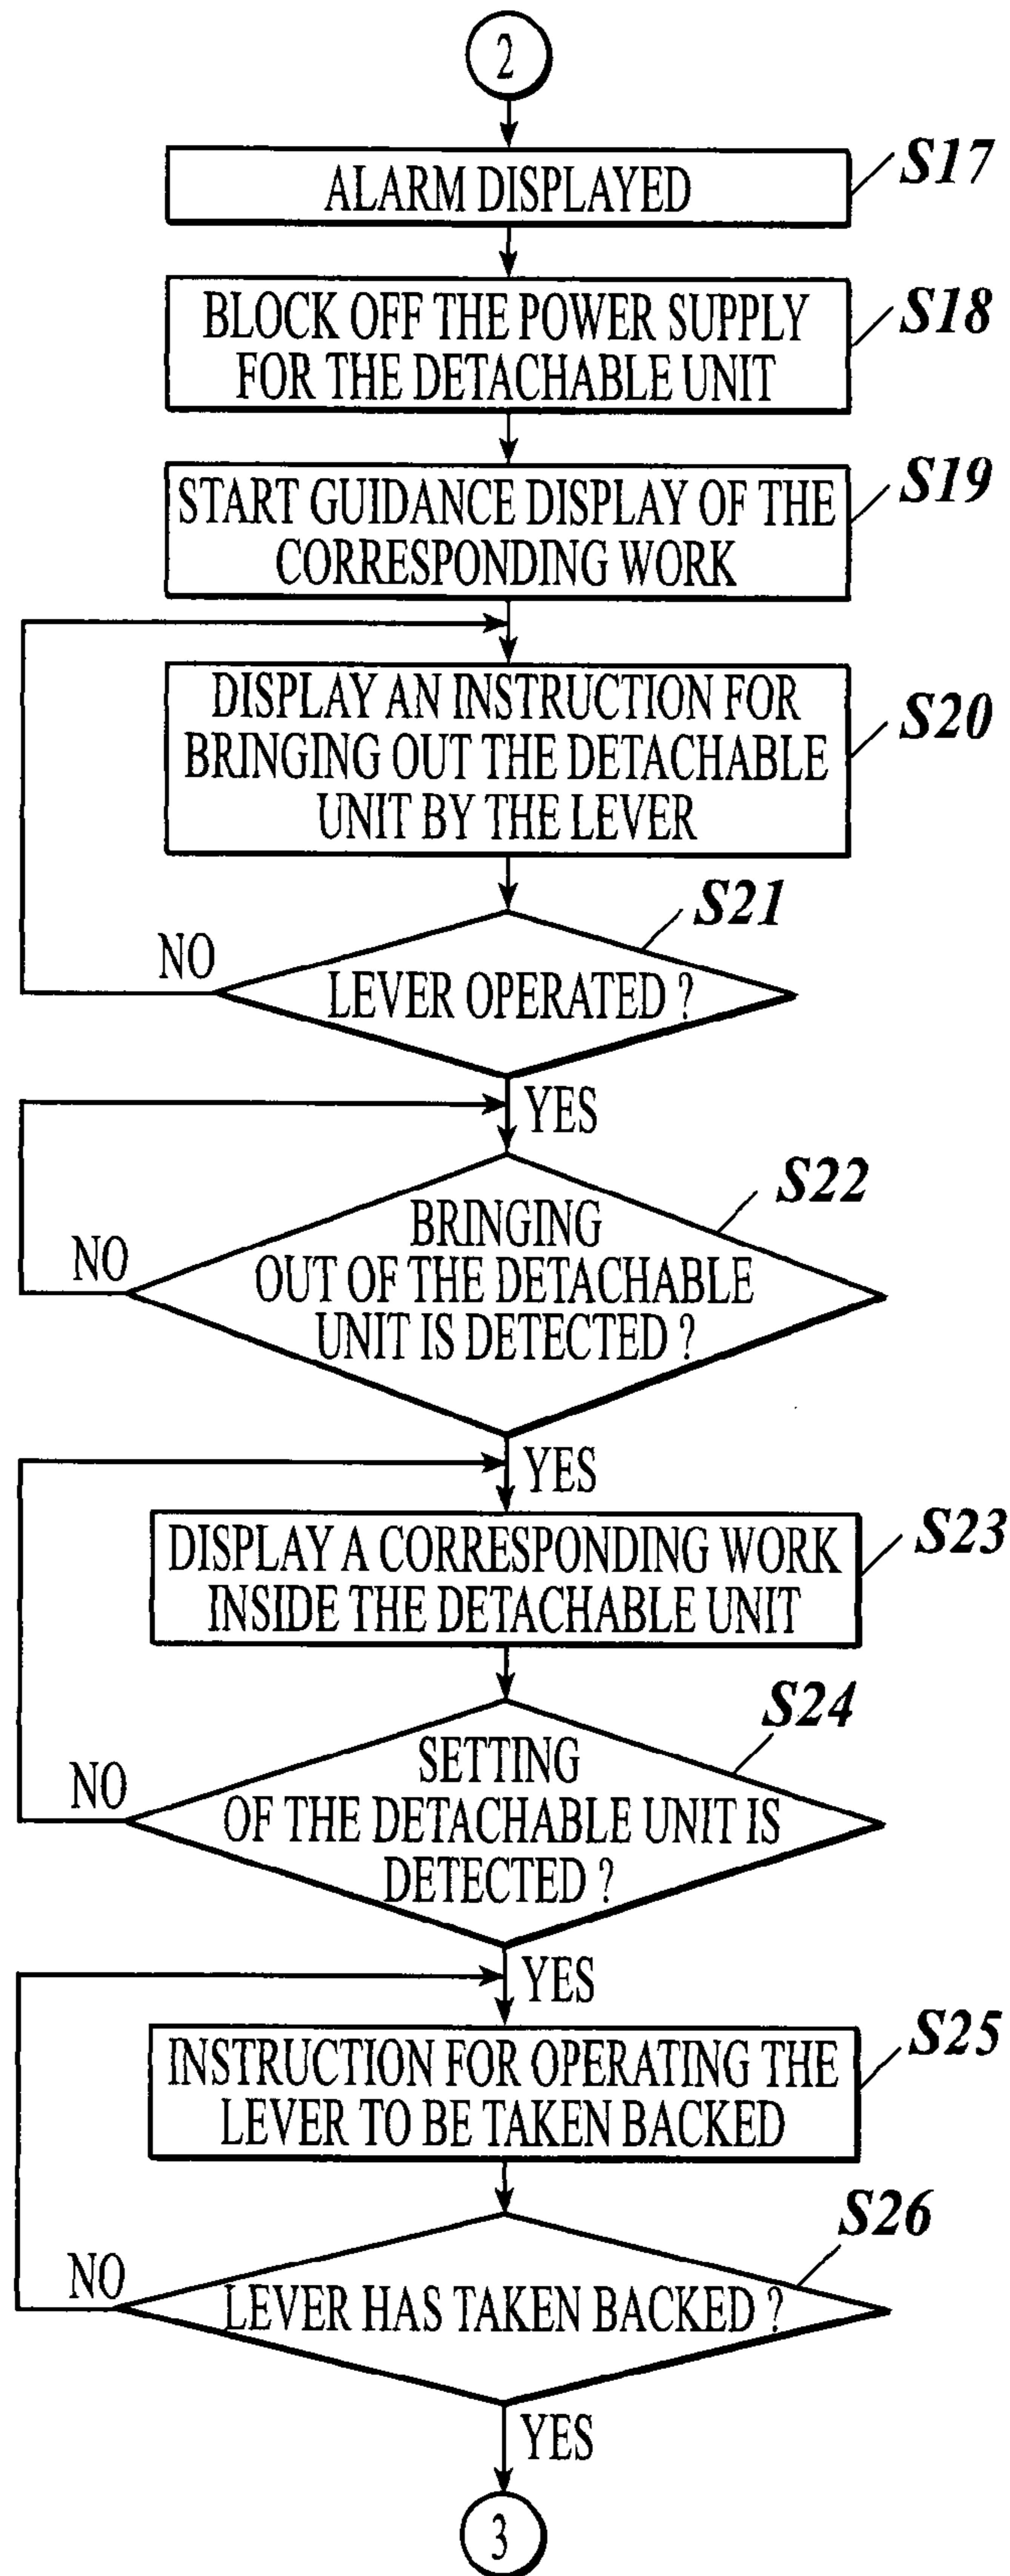 2
ALARM DISPLAYED
S17
BLOCK OFF THE POWER SUPPLY
FOR THE DETACHABLE UNIT
S18
START GUIDANCE DISPLAY OF THE
CORRESPONDING WORK
S19
DISPLAY AN INSTRUCTION FOR
BRINGING OUT THE DETACHABLE
UNIT BY THE LEVER
S20
S21
NO
LEVER OPERATED ?
YES
S22
BRINGING
OUT OF THE DETACHABLE
UNIT IS DETECTED ?
NO
YES
DISPLAY A CORRESPONDING WORK
INSIDE THE DETACHABLE UNIT
S23
S24
SETTING
OF THE DETACHABLE UNIT IS
DETECTED ?
NO
YES
INSTRUCTION FOR OPERATING THE
LEVER TO BE TAKEN BACKED
S25
S26
NO
LEVER HAS TAKEN BACKED ?
YES
3